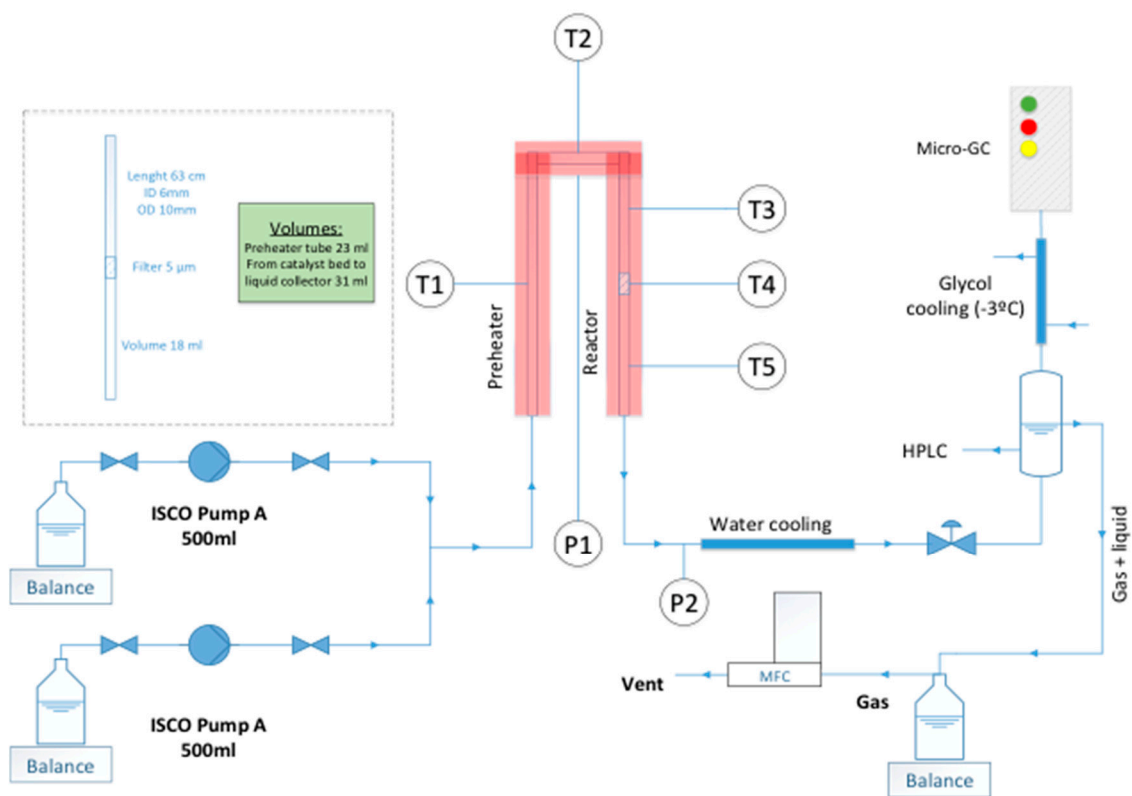 T2
Lenght 63 cm
ID 6mm
OD 10mm
Filter 5 µm
Volume 18 ml
Volumes:
Preheater tube 23 ml
From catalyst bed to
liquid collector 31 ml
T1
Preheater
Reactor
T3
T4
T5
Micro-GC
Glycol
cooling (-3ºC)
HPLC
Gas + liquid
ISCO Pump A
500ml
Balance
P1
Water cooling
P2
ISCO Pump A
500ml
Balance
MFC
Vent
Gas
Balance